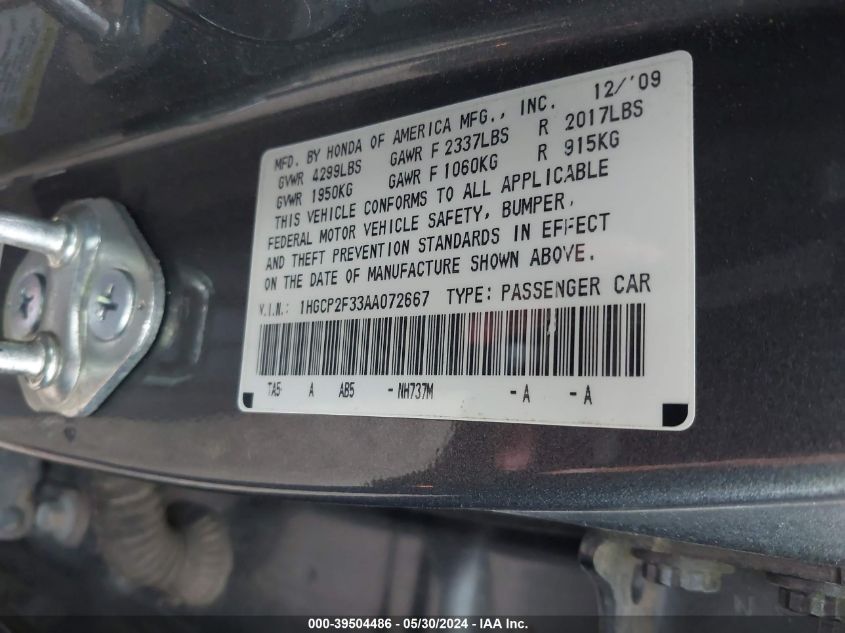 MFD. BY HONDA OF AMERICA MFG., INC. 12/'09
GVWR 4299LBS GAWR F 2337LBS R 2017LBS
GVWR 1950KG GAWR F 1060KG R 915KG
THIS VEHICLE CONFORMS TO ALL APPLICABLE
FEDERAL MOTOR VEHICLE SAFETY, BUMPER,
AND THEFT PREVENTION STANDARDS IN EFFECT
ON THE DATE OF MANUFACTURE SHOWN ABOVE.
V.I.N.: 1HGCP2F33AA072667 TYPE: PASSENGER CAR
TA5 A AB5 - NH737M - A - A
000-39504486 - 05/30/2024 - IAA Inc.